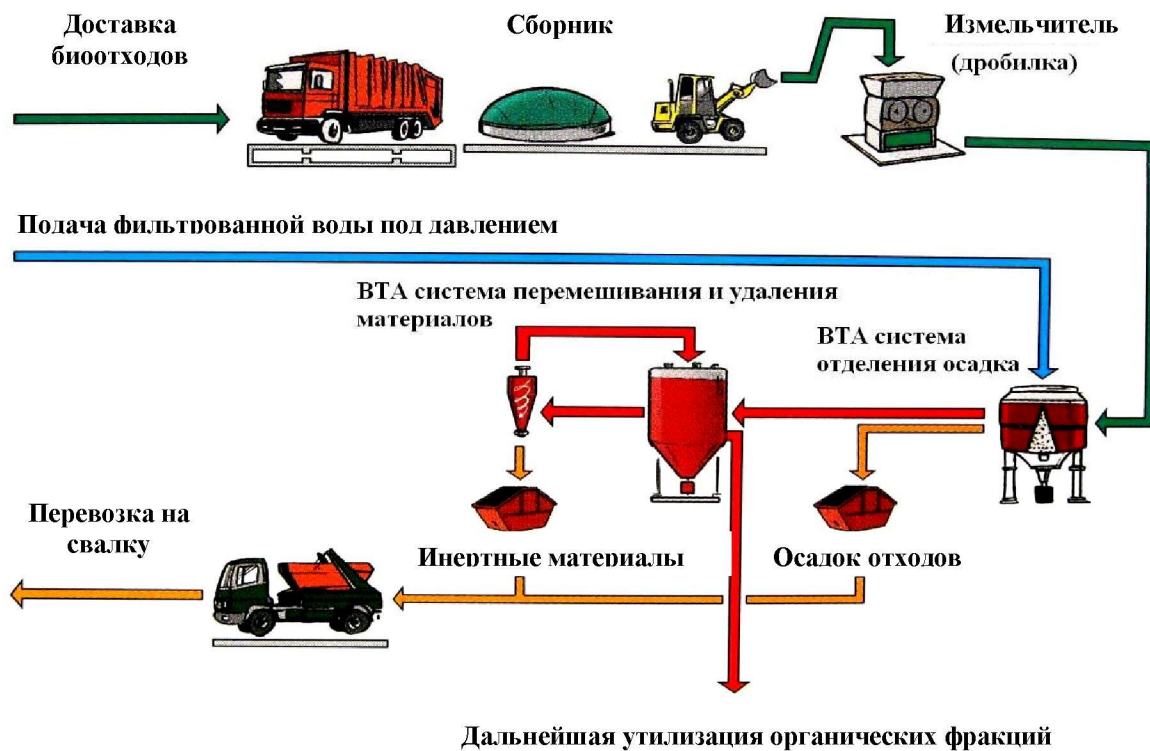 Доставка
биоотходов
Сборник
Измельчитель
(дробилка)
Подача фильтрованной воды под давлением
ВТА система перемешивания и удаления
материалов
ВТА система
отделения осадка
Перевозка на
свалку
Инертные материалы
Осадок отходов
Дальнейшая утилизация органических фракций